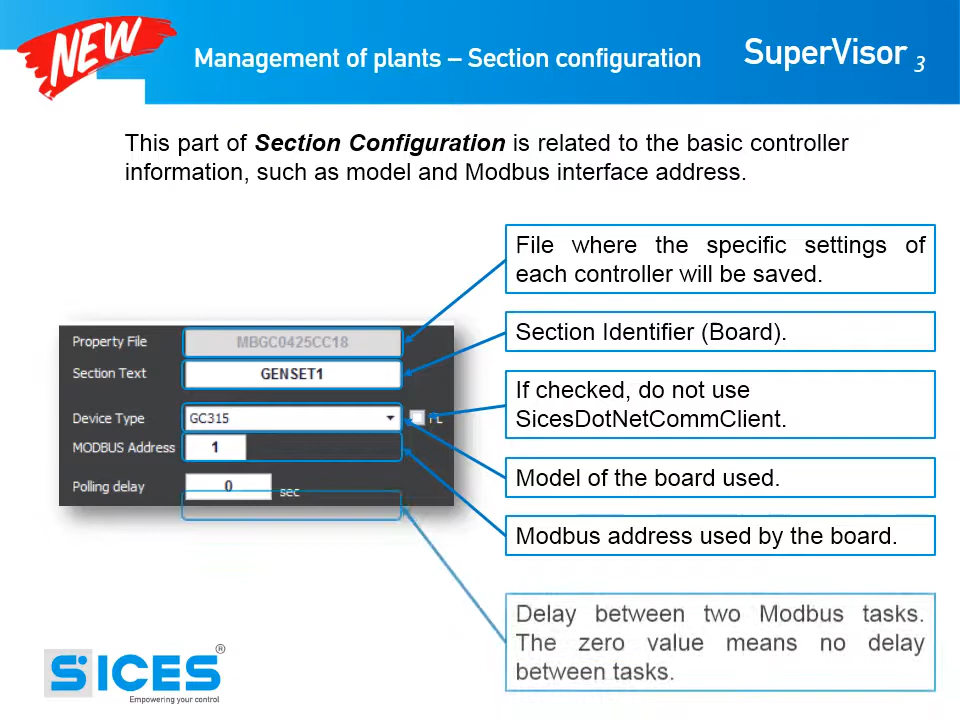 NEW
Management of plants – Section configuration
SuperVisor 3
This part of Section Configuration is related to the basic controller
information, such as model and Modbus interface address.
File where the specific settings of
each controller will be saved.
Property File MBGC0425CC18
Section Identifier (Board).
Section Text GENSET1
If checked, do not use
SicesDotNetCommClient.
Device Type GC315
MODBUS Address 1
Model of the board used.
Polling delay 0 sec
Modbus address used by the board.
Delay between two Modbus tasks.
The zero value means no delay
between tasks.
SICES®
Empowering your control